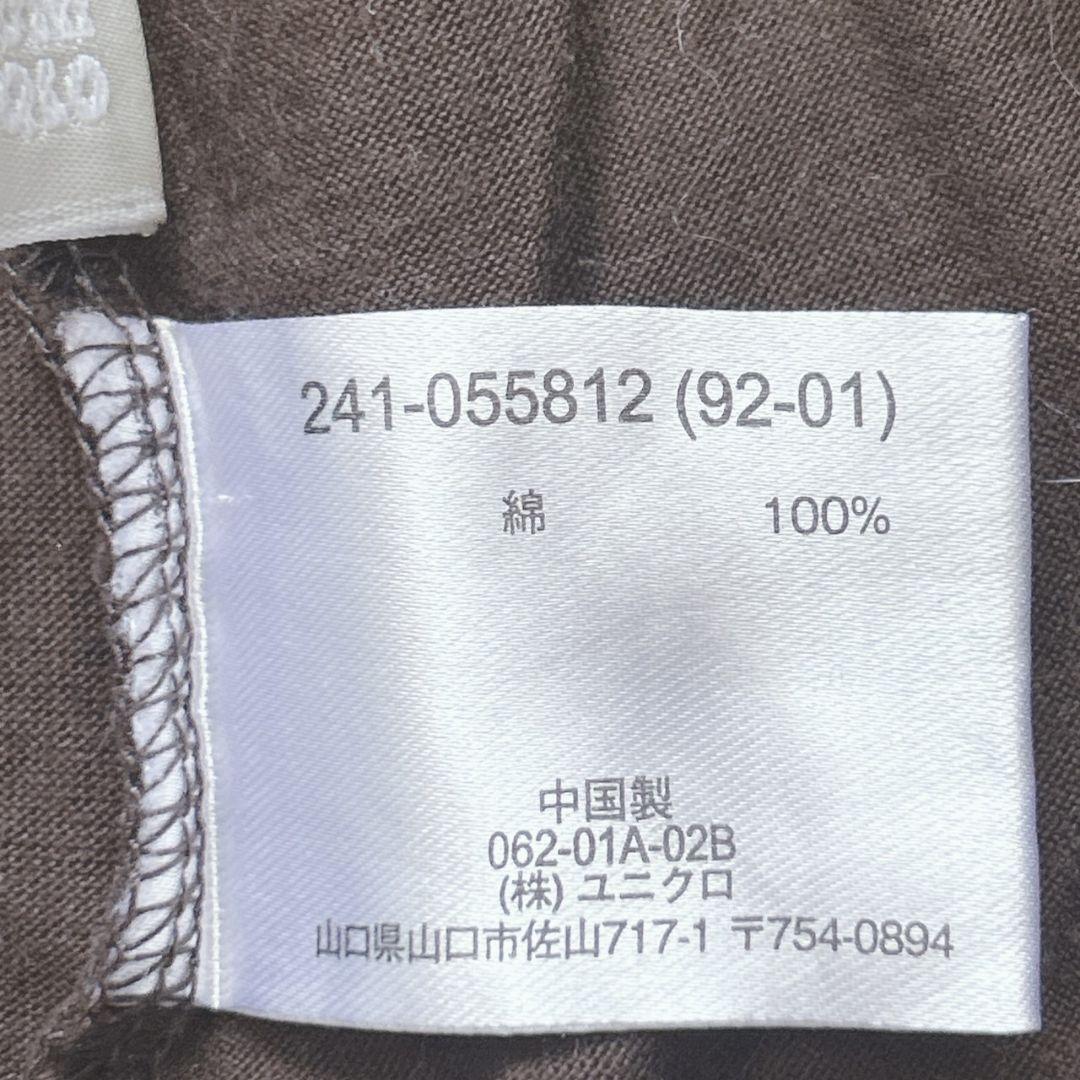 241-055812 (92-01)
綿 100%
中国製
062-01A-02B
(株) ユニクロ
山口県山口市佐山717-1 〒754-0894